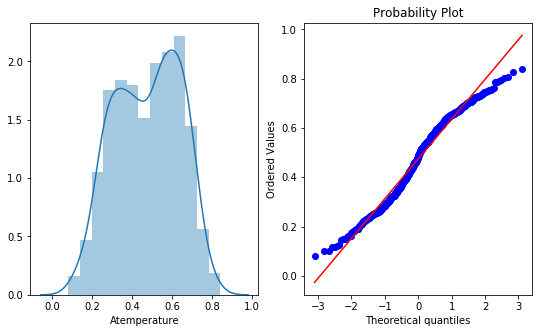 2.0
1.5
1.0
0.5
0.0
0.0 0.2 0.4 0.6 0.8 1.0
Atemperature
Probability Plot
1.0
0.8
0.6
0.4
0.2
0.0
Ordered Values
−3 −2 −1 0 1 2 3
Theoretical quantiles